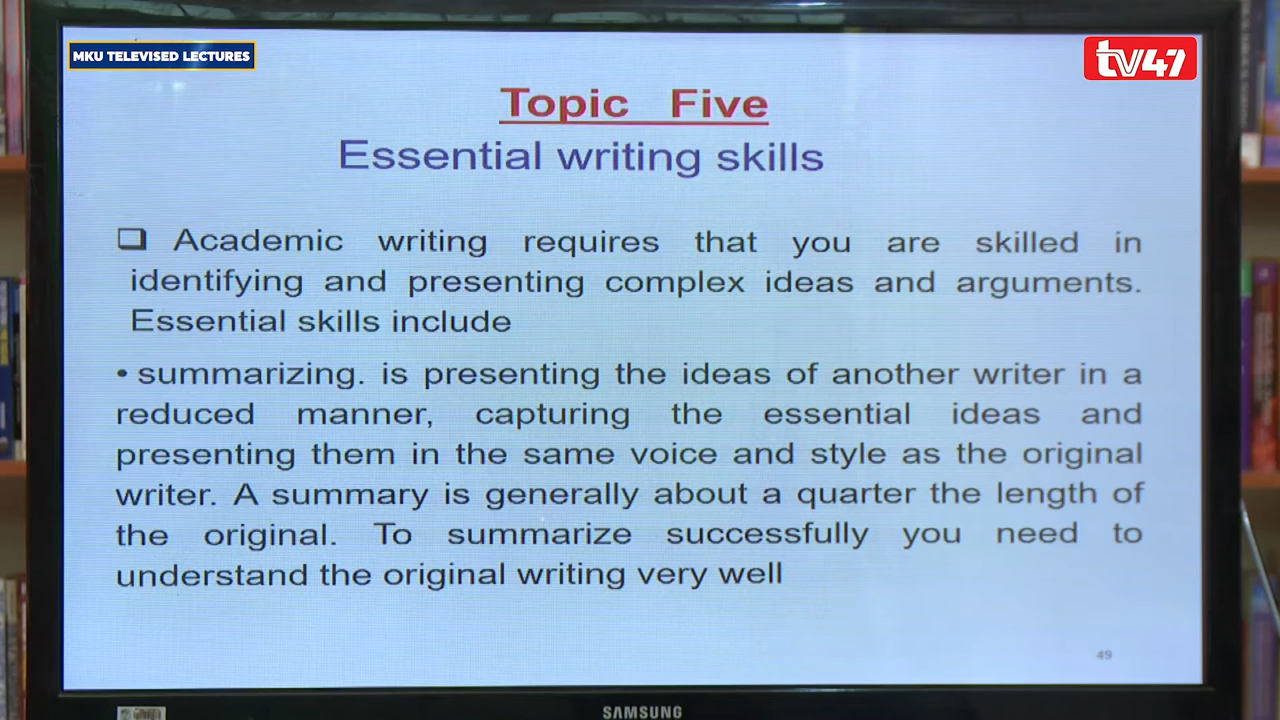 MKU TELEVISED LECTURES
tv47
Topic Five
Essential writing skills
❑ Academic writing requires that you are skilled in
identifying and presenting complex ideas and arguments.
Essential skills include
• summarizing. is presenting the ideas of another writer in a
reduced manner, capturing the essential ideas and
presenting them in the same voice and style as the original
writer. A summary is generally about a quarter the length of
the original. To summarize successfully you need to
understand the original writing very well
49
SAMSUNG